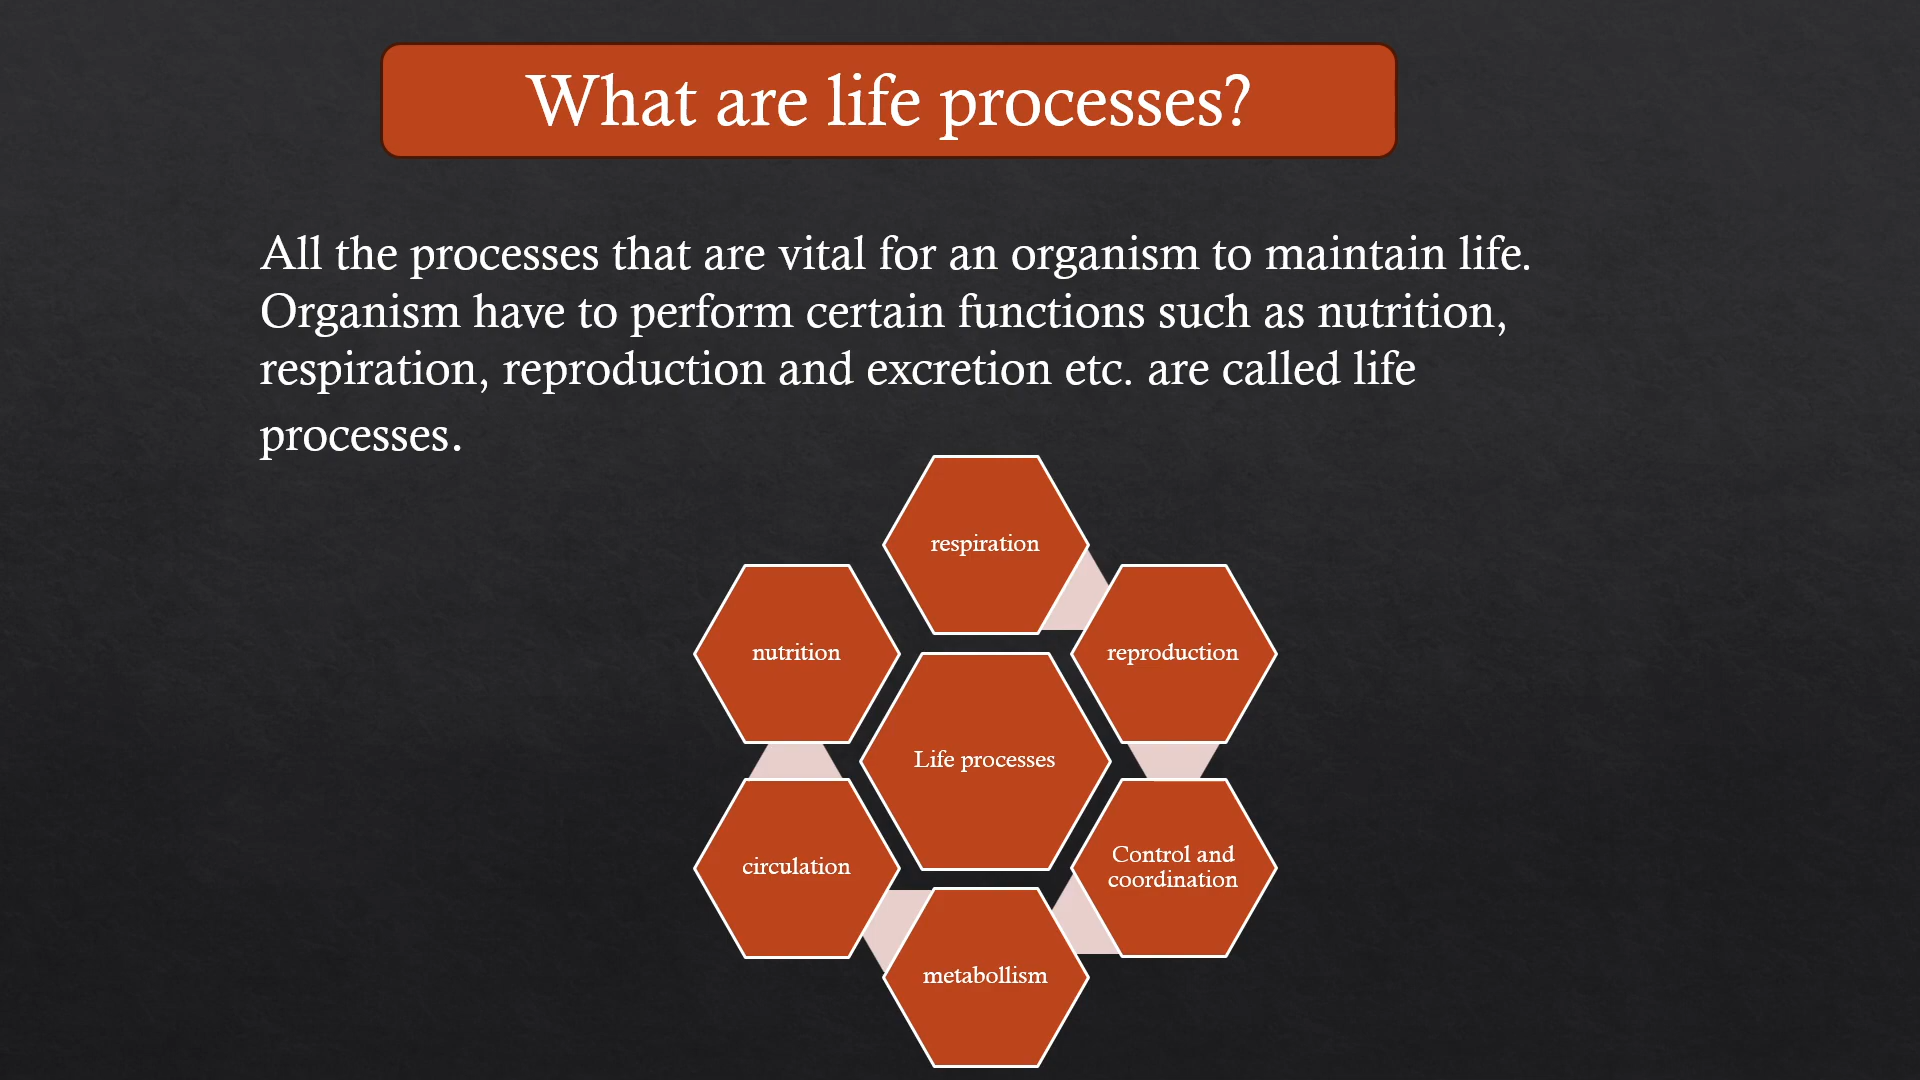 What are life processes?
All the processes that are vital for an organism to maintain life.
Organism have to perform certain functions such as nutrition,
respiration, reproduction and excretion etc. are called life
processes.
respiration
nutrition
reproduction
Life processes
circulation
Control and
coordination
metabollism